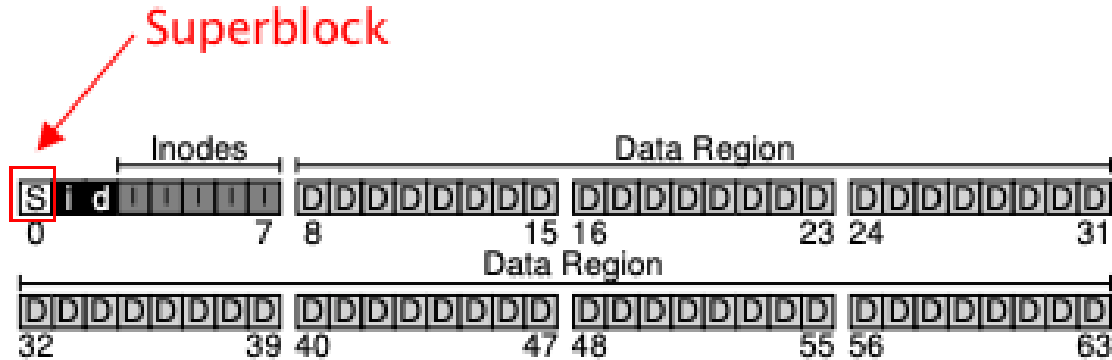 Superblock
Inodes Data Region
S i d I I I I I D D D D D D D D D D D D D D D D D D D D D D D D
0 7 8 15 16 23 24 31
Data Region
D D D D D D D D D D D D D D D D D D D D D D D D D D D D D D D D
32 39 40 47 48 55 56 63